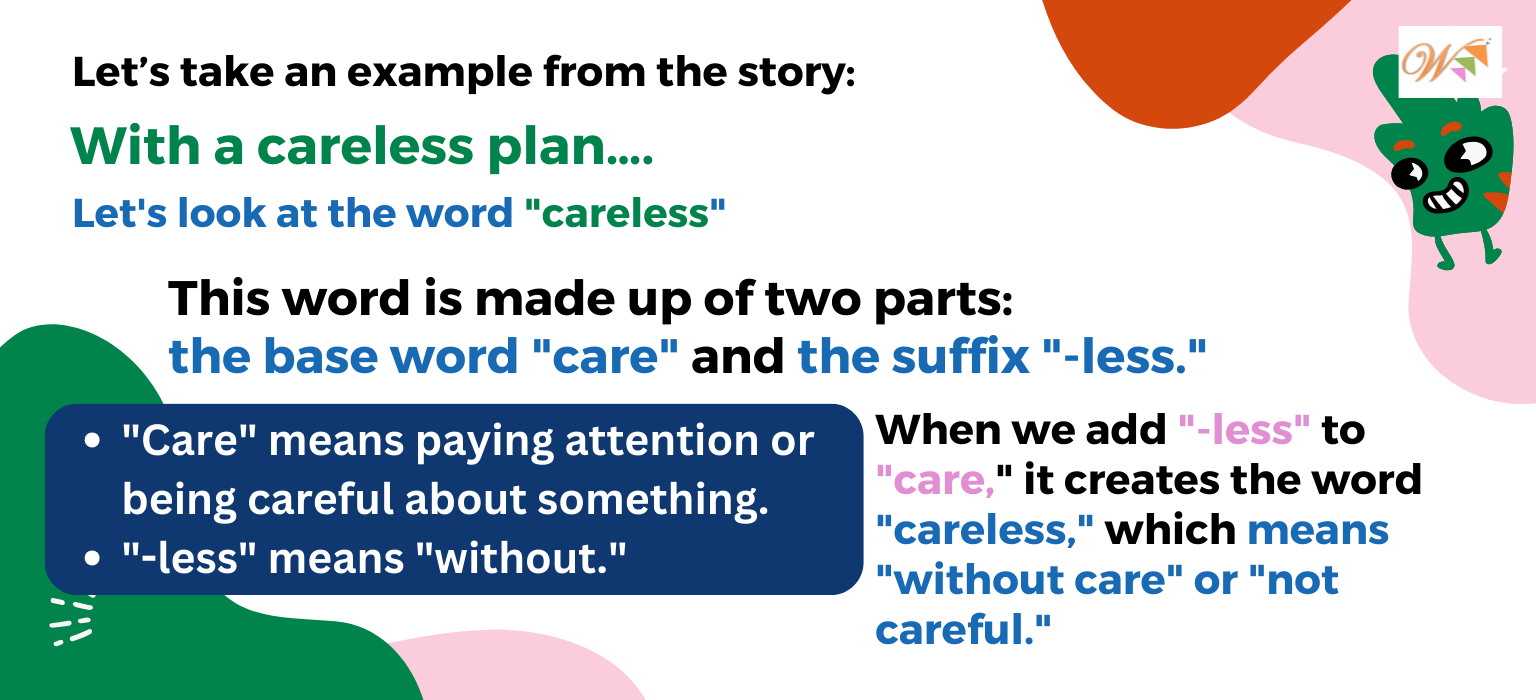 Let’s take an example from the story:
With a careless plan....
Let's look at the word "careless"
This word is made up of two parts:
the base word "care" and the suffix "-less."
• "Care" means paying attention or
being careful about something.
• "-less" means "without."
When we add "-less" to
"care," it creates the word
"careless," which means
"without care" or "not
careful."
W